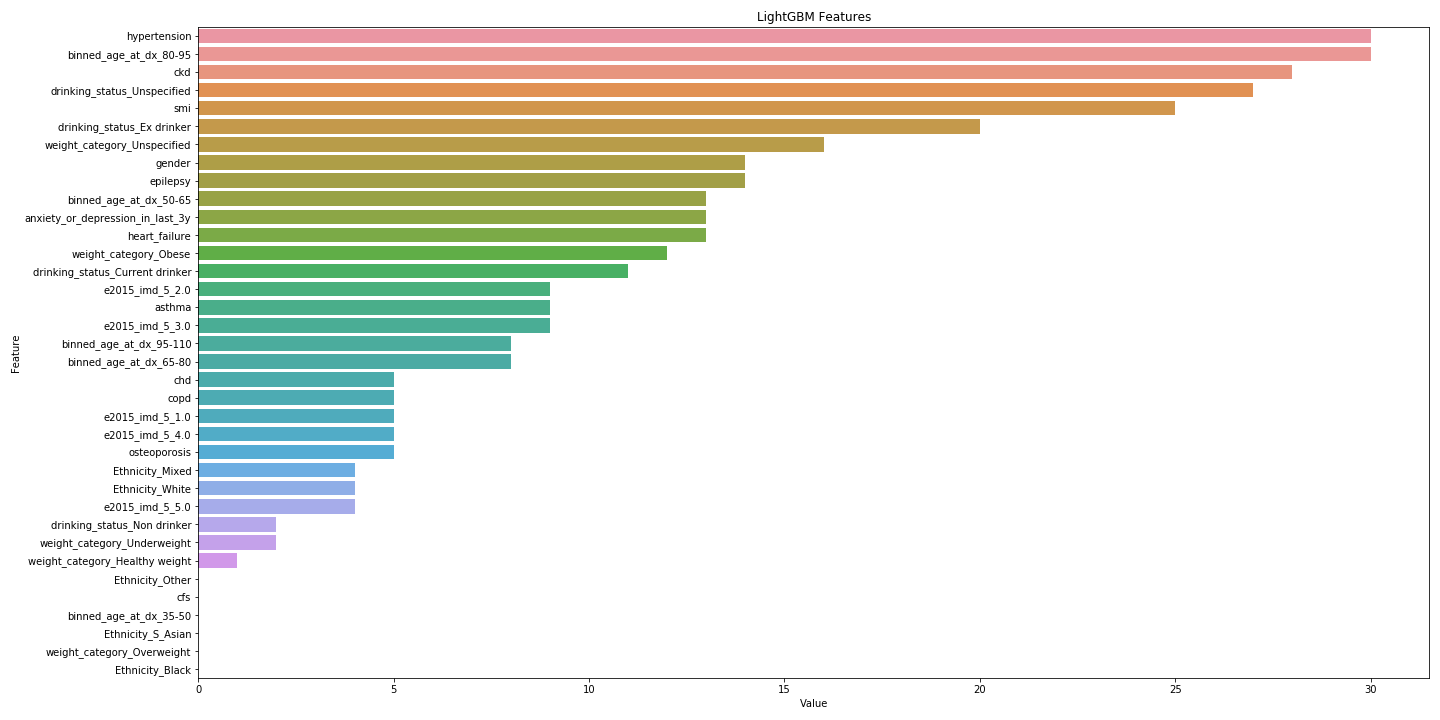 LightGBM Features
hypertension
binned_age_at_dx_80-95
ckd
drinking_status_Unspecified
smi
drinking_status_Ex drinker
weight_category_Unspecified
gender
epilepsy
binned_age_at_dx_50-65
anxiety_or_depression_in_last_3y
heart_failure
weight_category_Obese
drinking_status_Current drinker
e2015_imd_5_2.0
asthma
e2015_imd_5_3.0
binned_age_at_dx_95-110
binned_age_at_dx_65-80
chd
copd
e2015_imd_5_1.0
e2015_imd_5_4.0
osteoporosis
Ethnicity_Mixed
Ethnicity_White
e2015_imd_5_5.0
drinking_status_Non drinker
weight_category_Underweight
weight_category_Healthy weight
Ethnicity_Other
cfs
binned_age_at_dx_35-50
Ethnicity_S_Asian
weight_category_Overweight
Ethnicity_Black
Feature
0 5 10 15 20 25 30
Value